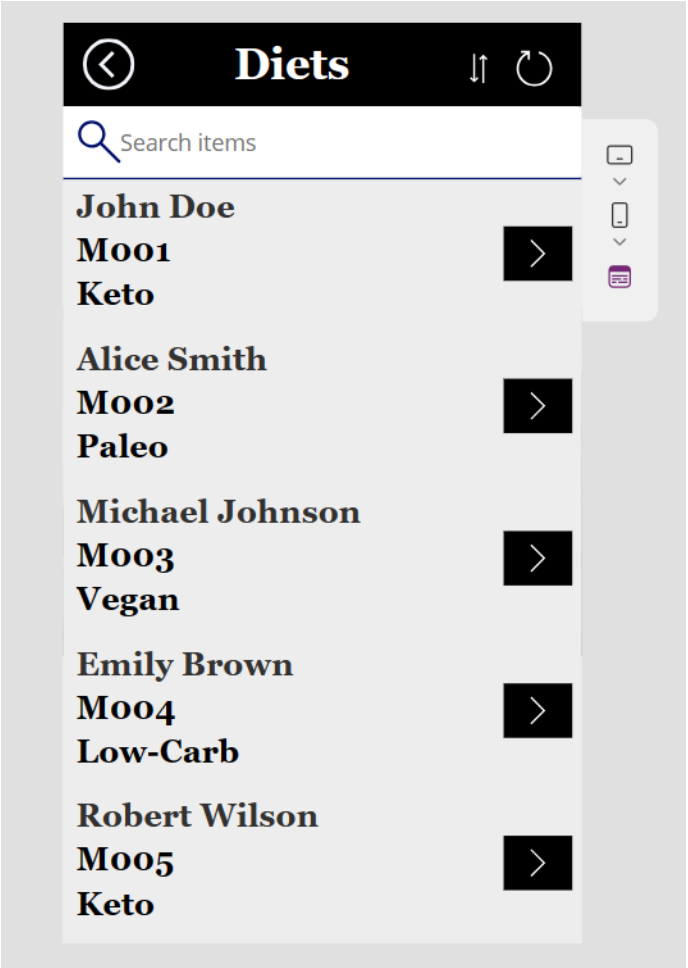 Diets
Search items
John Doe
M001
Keto
Alice Smith
M002
Paleo
Michael Johnson
M003
Vegan
Emily Brown
M004
Low-Carb
Robert Wilson
M005
Keto